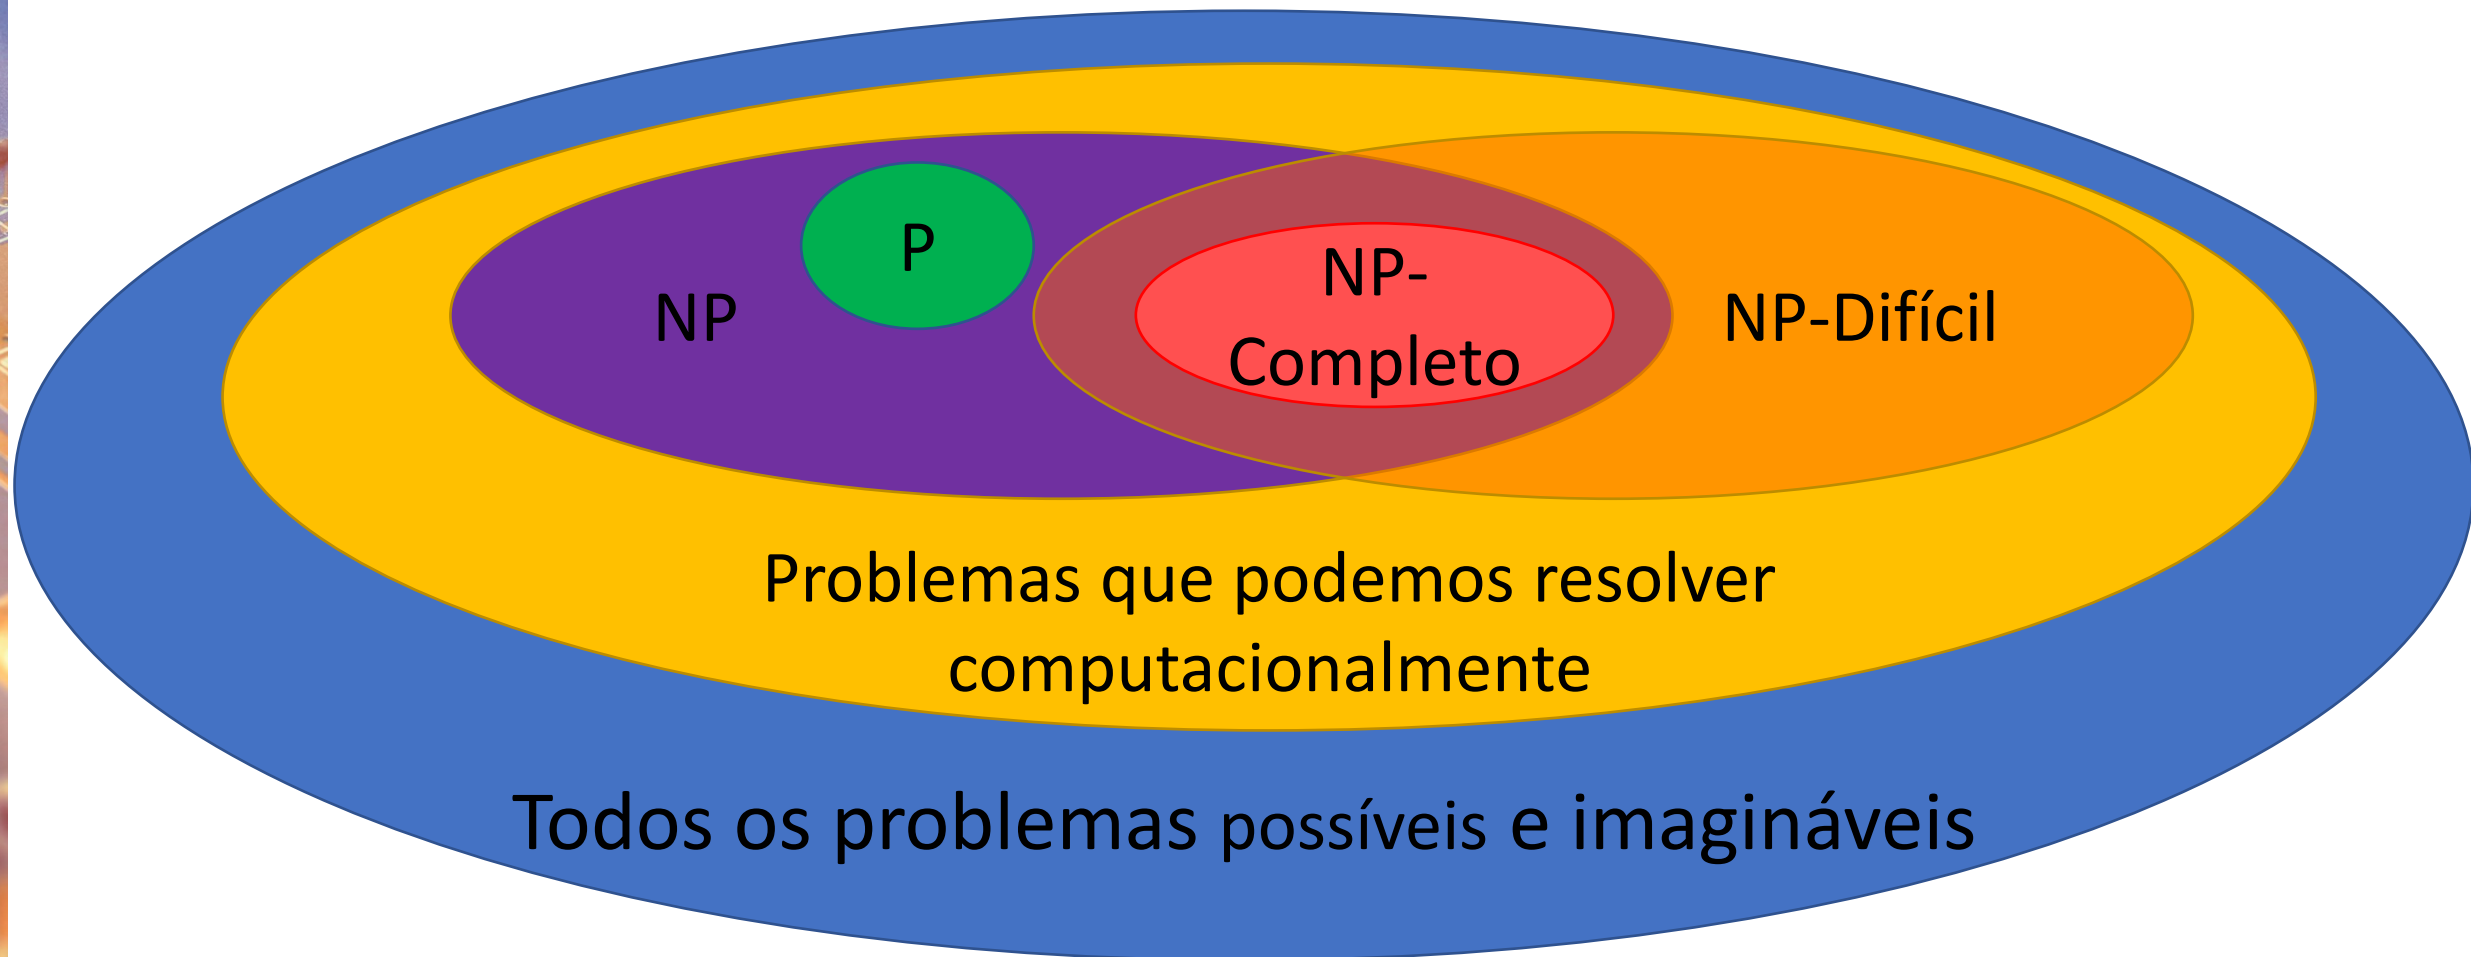 P
NP
NP-
Completo
NP-Difícil
Problemas que podemos resolver
computacionalmente
Todos os problemas possíveis e imagináveis